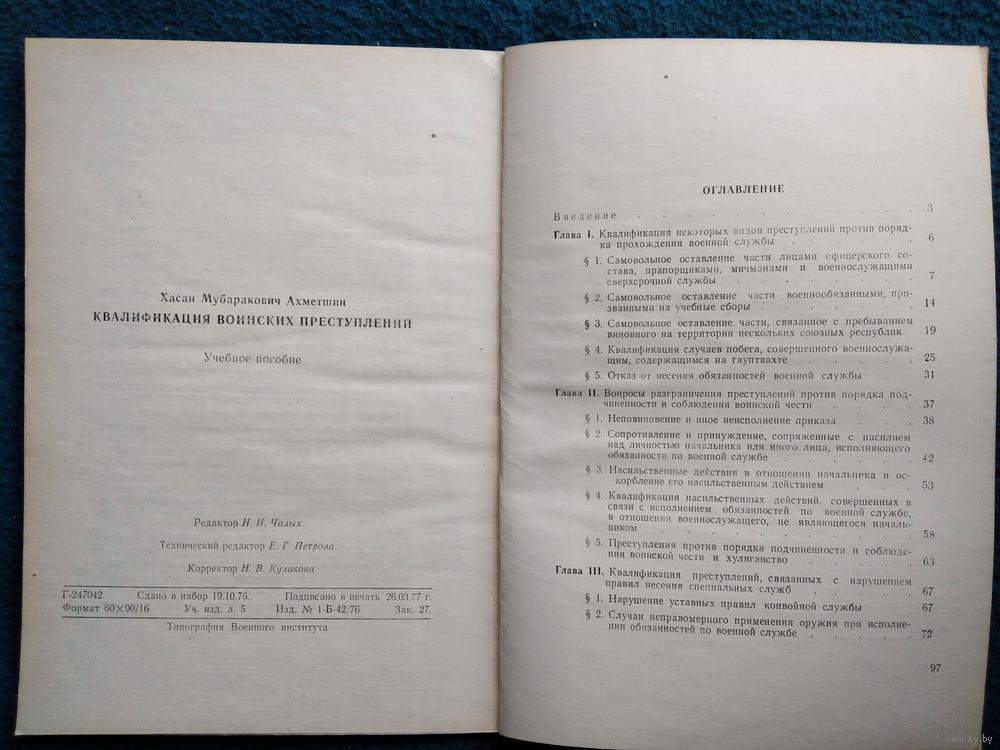 Хасан Мубаракович Ахметшин
КВАЛИФИКАЦИЯ ВОИНСКИХ ПРЕСТУПЛЕНИЙ
Учебное пособие
Редактор Н. И. Чалых
Технический редактор Е. Г. Петрова
Корректор Н. В. Кулакова
Г-247042 Сдано в набор 19.10.76. Подписано в печать 26.03.77 г.
Формат 60×90/16 Уч. изд. л. 5 Изд. № 1-Б-42/76 Зак. 27.
Типография Военного института
ОГЛАВЛЕНИЕ
Введение . . . . . . . . . . . . 3
Глава I. Квалификация некоторых видов преступлений против поряд-
ка прохождения военной службы . . . . . 6
§ 1. Самовольное оставление части лицами офицерского со-
става, прапорщиками, мичманами и военнослужащими
сверхсрочной службы . . . . . . . 7
§ 2. Самовольное оставление части военнообязанными, при-
званными на учебные сборы . . . . . . 14
§ 3. Самовольное оставление части, связанное с пребыванием
виновного на территории нескольких союзных республик 19
§ 4. Квалификация случаев побега, совершенного военнослужа-
щим, содержащимся на гауптвахте . . . . 25
§ 5. Отказ от несения обязанностей военной службы . . 31
Глава II. Вопросы разграничения преступлений против порядка под-
чиненности и соблюдения воинской чести . . . . 37
§ 1. Неповиновение и иное неисполнение приказа . . . 38
§ 2. Сопротивление и принуждение, сопряженные с насилием
над личностью начальника или иного лица, исполняющего
обязанности по военной службе . . . . . 42
§ 3. Насильственные действия в отношении начальника и ос-
корбление его насильственным действием . . . 53
§ 4. Квалификация насильственных действий, совершенных в
связи с исполнением обязанностей по военной службе,
в отношении военнослужащего, не являющегося началь-
ником . . . . . . . . . . 58
§ 5. Преступления против порядка подчиненности и соблюде-
ния воинской чести и хулиганство . . . . 63
Глава III. Квалификация преступлений, связанных с нарушением
правил несения специальных служб . . . . 67
§ 1. Нарушение уставных правил конвойной службы . . 67
§ 2. Случаи неправомерного применения оружия при исполне-
нии обязанностей по военной службе . . . . 72
97
www.ay.by